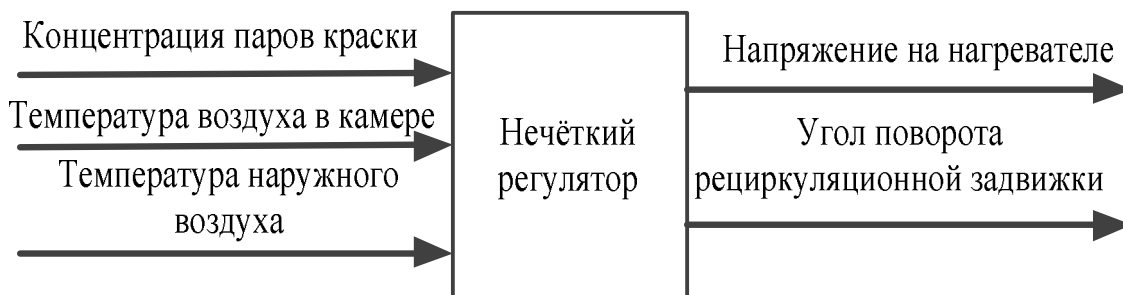 Концентрация паров краски
Температура воздуха в камере
Температура наружного
воздуха
Нечёткий
регулятор
Напряжение на нагревателе
Угол поворота
рециркуляционной задвижки